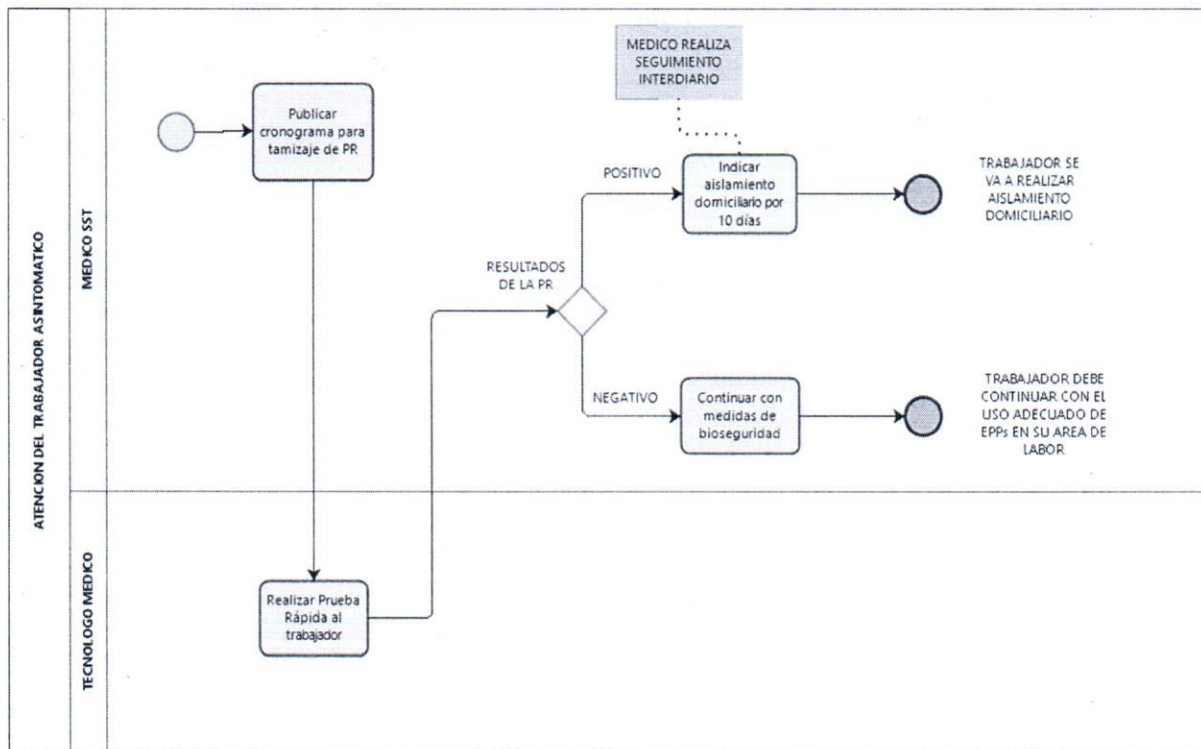 ATENCION DEL TRABAJADOR ASINTOMATICO
MEDICO SST
Publicar
cronograma para
tamizaje de PR
MEDICO REALIZA
SEGUIMIENTO
INTERDIARIO
POSITIVO
Indicar
aislamiento
domiciliario por
10 días
TRABAJADOR SE
VA A REALIZAR
AISLAMIENTO
DOMICILIARIO
RESULTADOS
DE LA PR
NEGATIVO
Continuar con
medidas de
bioseguridad
TRABAJADOR DEBE
CONTINUAR CON EL
USO ADECUADO DE
EPPs EN SU AREA DE
LABOR
TECNOLOGO MEDICO
Realizar Prueba
Rápida al
trabajador